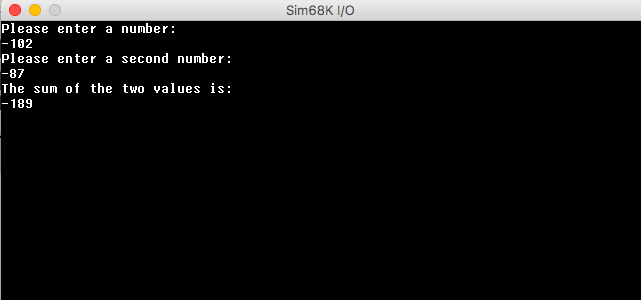 Sim68K I/O
Please enter a number:
-102
Please enter a second number:
-87
The sum of the two values is:
-189